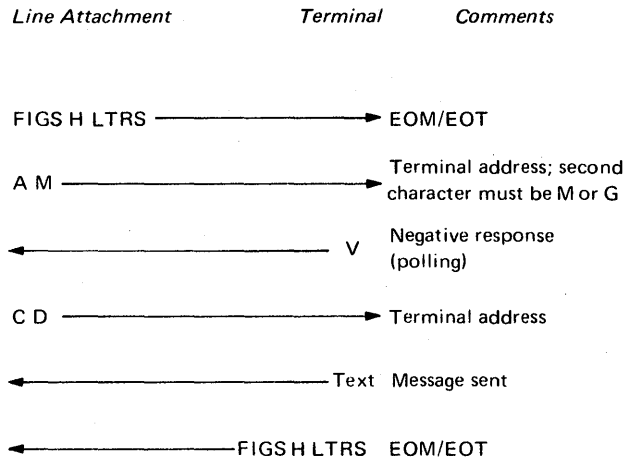 Line Attachment Terminal Comments
FIGS H LTRS EOM/EOT
Terminal address; second
A M character must be M or G
Negative response
V (polling)
C D Terminal address
Text Message sent
FIGS H LTRS EOM/EOT